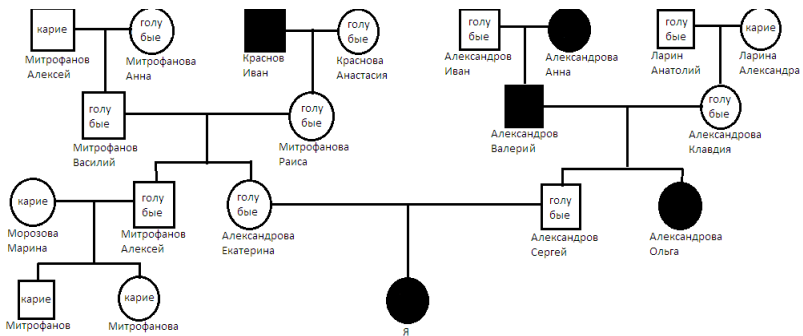 карие
голу
бые
голу
бые
голу
бые
голу
бые
карие
Митрофанов
Алексей
Митрофанова
Анна
Краснов
Иван
Краснова
Анастасия
Александров
Иван
Александрова
Анна
Ларин
Анатолий
Ларина
Александра
голу
бые
голу
бые
голу
бые
Митрофанов
Василий
Митрофанова
Раиса
Александров
Валерий
Александрова
Клавдия
карие
голу
бые
голу
бые
голу
бые
Морозова
Марина
Митрофанов
Алексей
Александрова
Екатерина
Александров
Сергей
Александрова
Ольга
карие
карие
Митрофанов
Митрофанова
Я